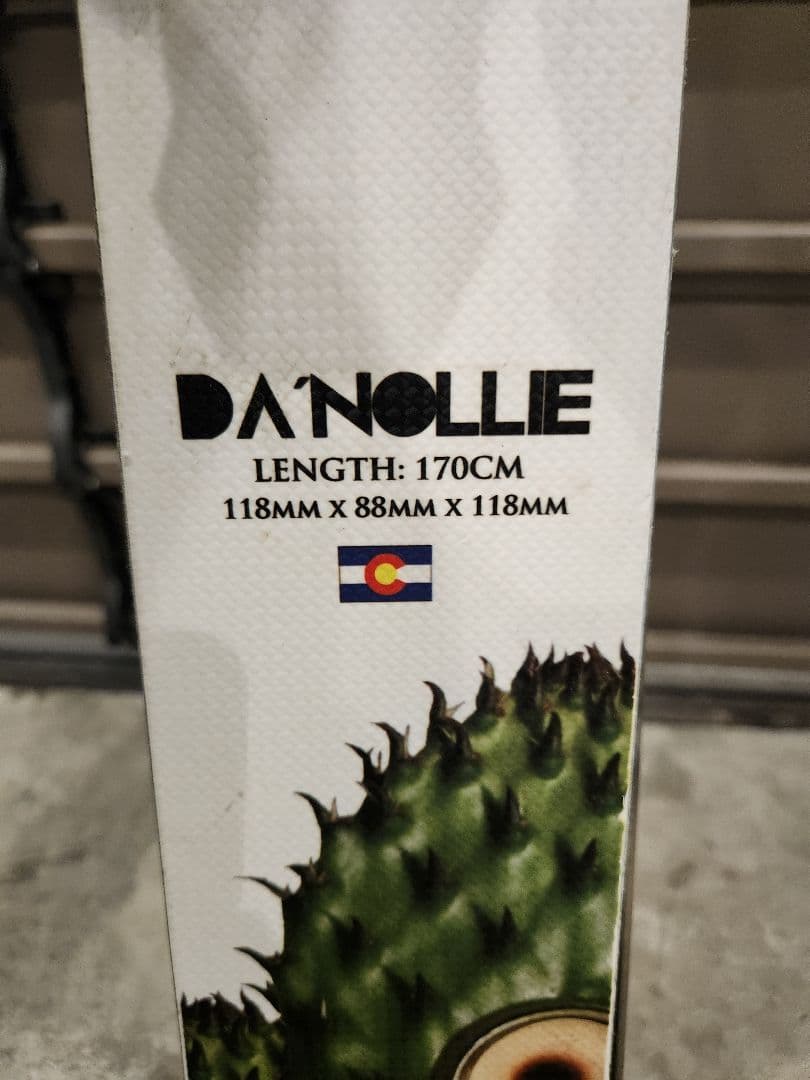 DA'NOLLIE
LENGTH: 170CM
118MM X 88MM X 118MM